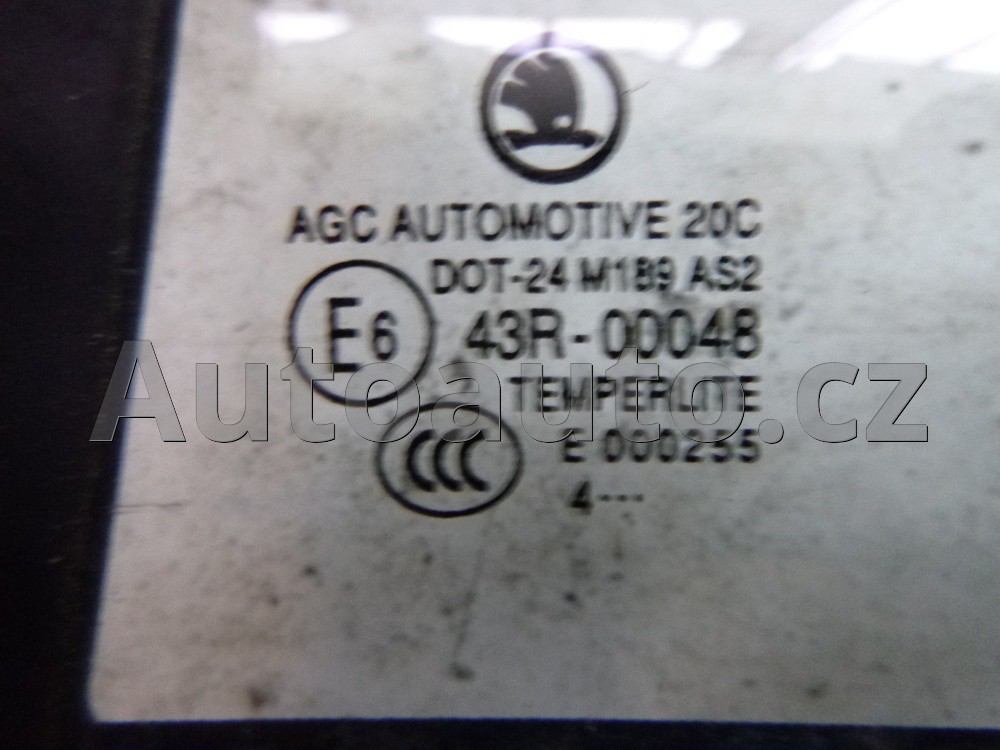 AGC AUTOMOTIVE 20C
DOT-24 M189 AS2
E6 43R-00048
TEMPERLITE
CCC E 000255
4---
Autoauto.cz